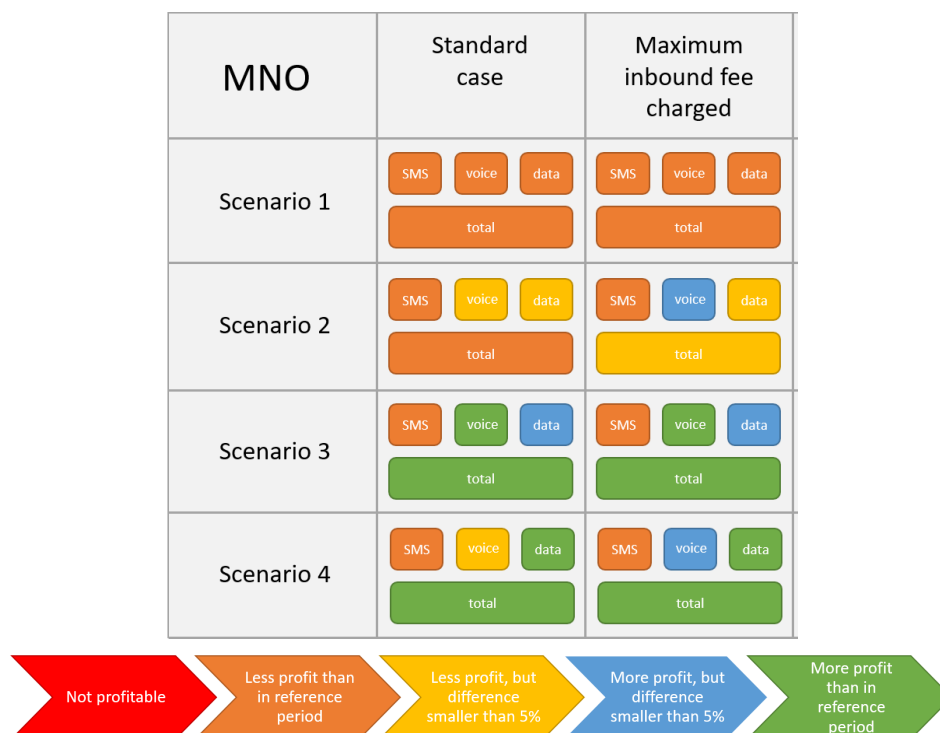 MNO
Standard
case
Maximum
inbound fee
charged
Scenario 1
SMS voice data
total
SMS voice data
total
Scenario 2
SMS voice data
total
SMS voice data
total
Scenario 3
SMS voice data
total
SMS voice data
total
Scenario 4
SMS voice data
total
SMS voice data
total
Not profitable
Less profit than
in reference
period
Less profit, but
difference
smaller than 5%
More profit, but
difference
smaller than 5%
More profit
than in
reference
period